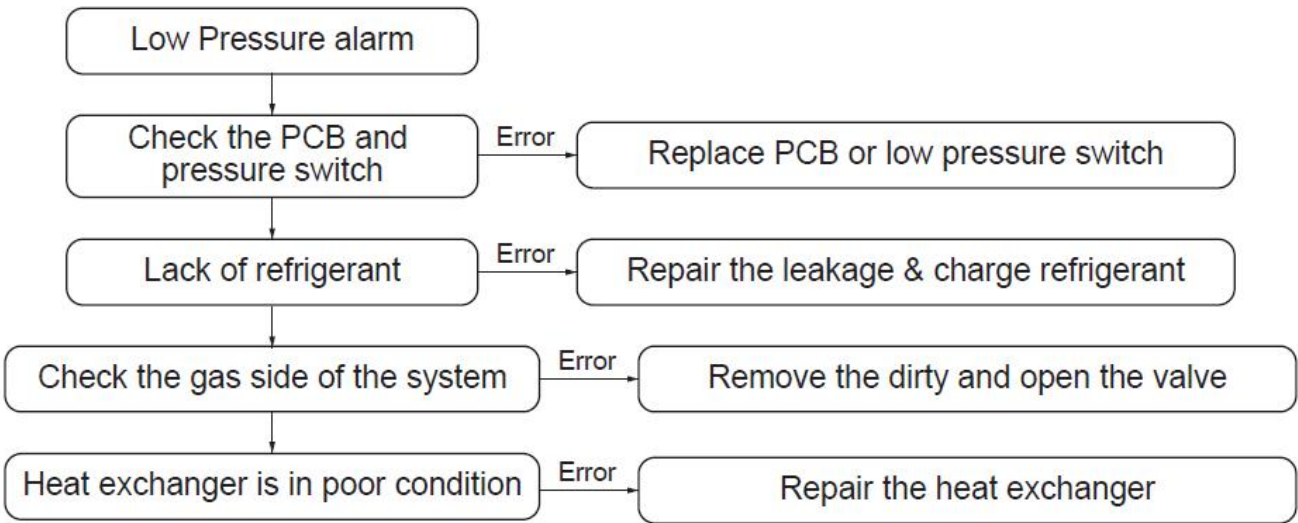 Low Pressure alarm
Check the PCB and
pressure switch
Error
Replace PCB or low pressure switch
Lack of refrigerant
Error
Repair the leakage & charge refrigerant
Check the gas side of the system
Error
Remove the dirty and open the valve
Heat exchanger is in poor condition
Error
Repair the heat exchanger